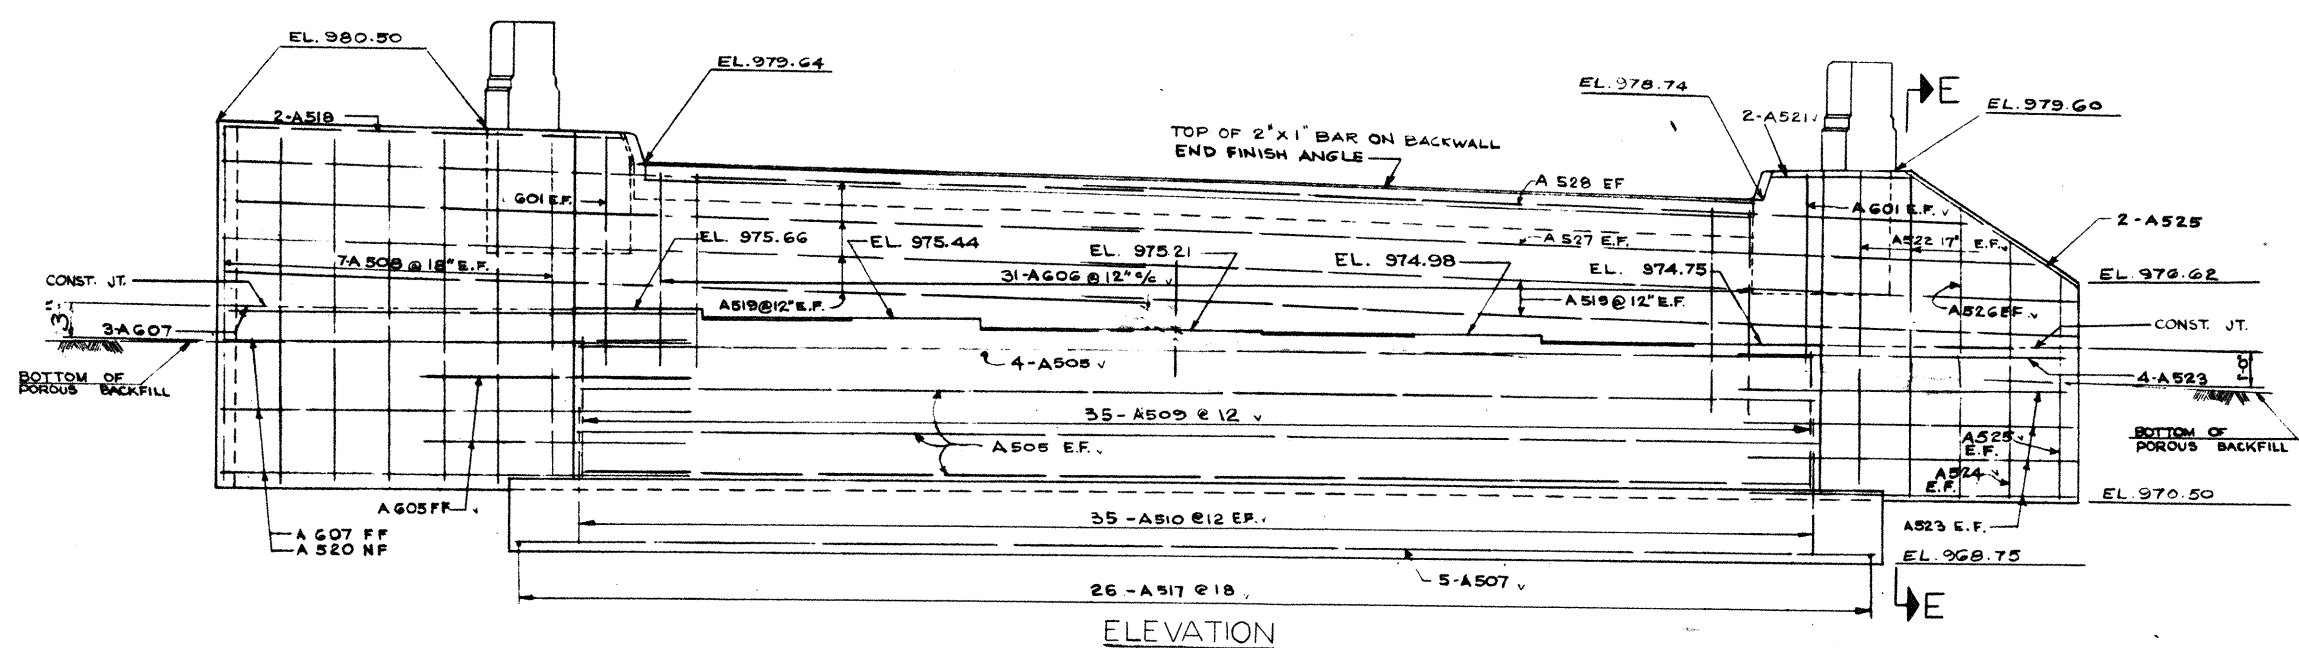 EL. 980.50
EL. 979.64
EL. 978.74
E
EL. 979.60
2-A518
2-A521
TOP OF 2" X 1" BAR ON BACKWALL
END FINISH ANGLE
A 528 EF
601 E.F.
A 601 E.F.
2-A525
EL. 975.66
EL. 975.44
EL. 975.21
A 527 E.F.
A522 17" E.F.
EL. 974.98
EL. 974.75
EL. 976.62
7-A508 @ 18" E.F.
CONST. JT.
31-A606 @ 12" c/c
A519 @ 12" E.F.
A 519 @ 12" E.F.
A526 EF
3"
3-A607
CONST. JT.
4-A505
1'-0"
BOTTOM OF
POROUS BACKFILL
4-A523
35-A509 @ 12
A505 E.F.
A525
E.F.
BOTTOM OF
POROUS BACKFILL
A524
E.F.
EL. 970.50
A 605 FF
35-A510 @ 12 E.F.
A523 E.F.
A 607 FF
A 520 NF
EL. 968.75
5-A507
26-A517 @ 18
E
ELEVATION